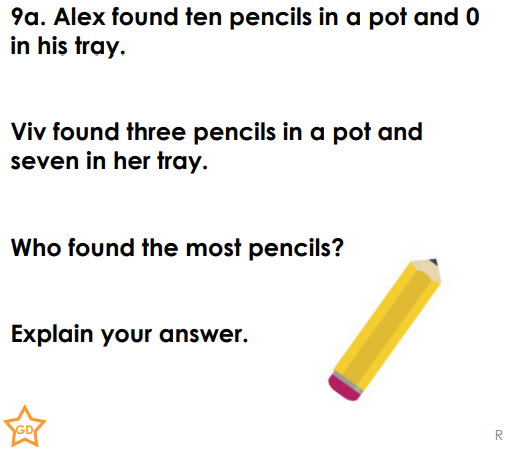 9a. Alex found ten pencils in a pot and 0
in his tray.
Viv found three pencils in a pot and
seven in her tray.
Who found the most pencils?
Explain your answer.
GD
R